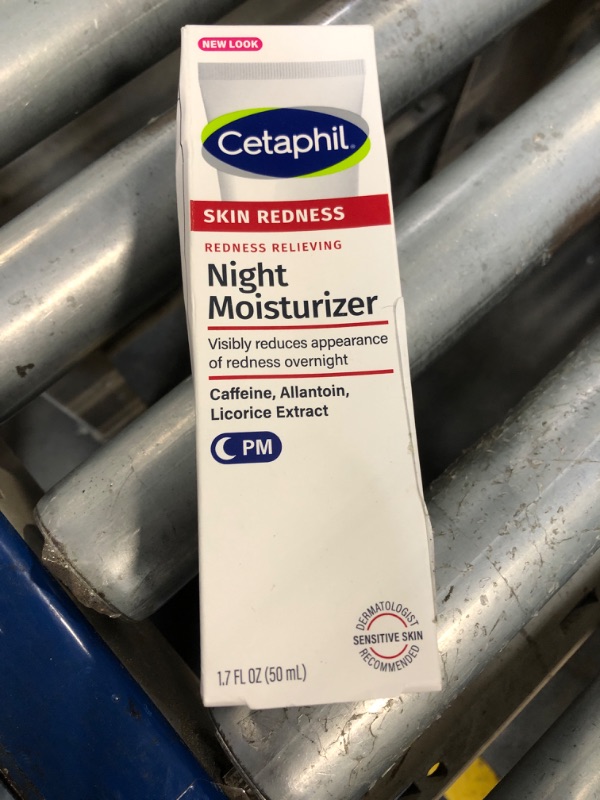 NEW LOOK
Cetaphil®
SKIN REDNESS
REDNESS RELIEVING
Night
Moisturizer
Visibly reduces appearance
of redness overnight
Caffeine, Allantoin,
Licorice Extract
PM
DERMATOLOGIST
SENSITIVE SKIN
RECOMMENDED
1.7 FL OZ (50 mL)